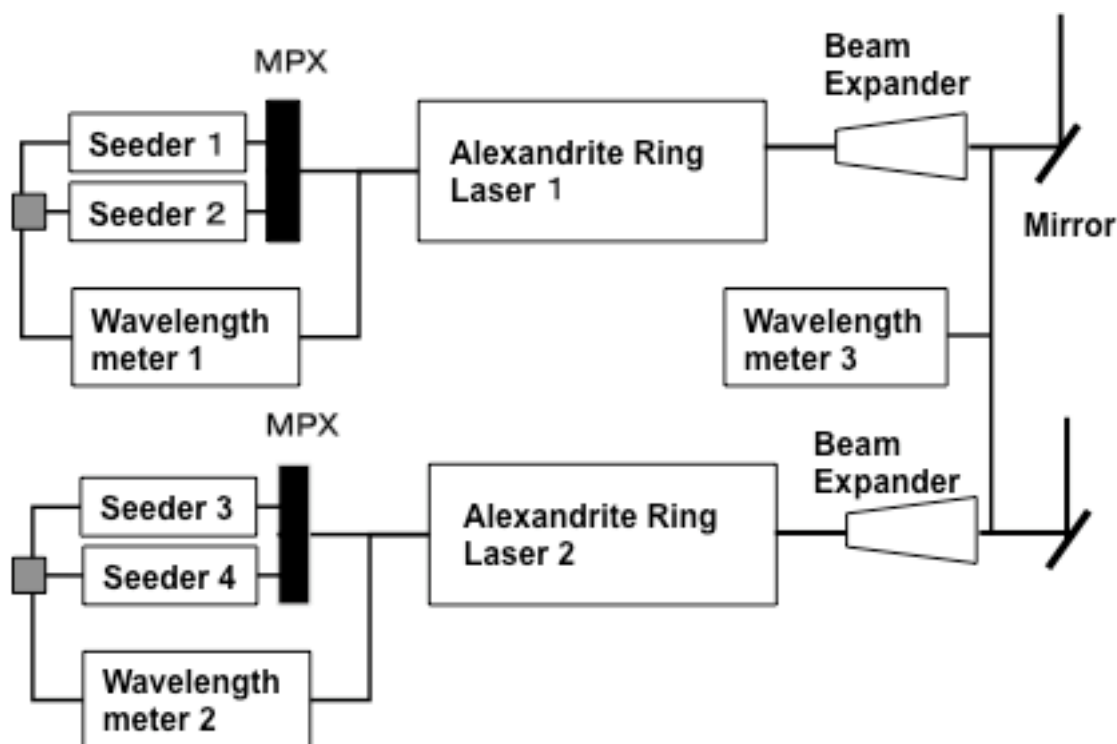 MPX
Beam
Expander
Seeder 1
Seeder 2
Alexandrite Ring
Laser 1
Mirror
Wavelength
meter 1
Wavelength
meter 3
MPX
Beam
Expander
Seeder 3
Seeder 4
Alexandrite Ring
Laser 2
Wavelength
meter 2